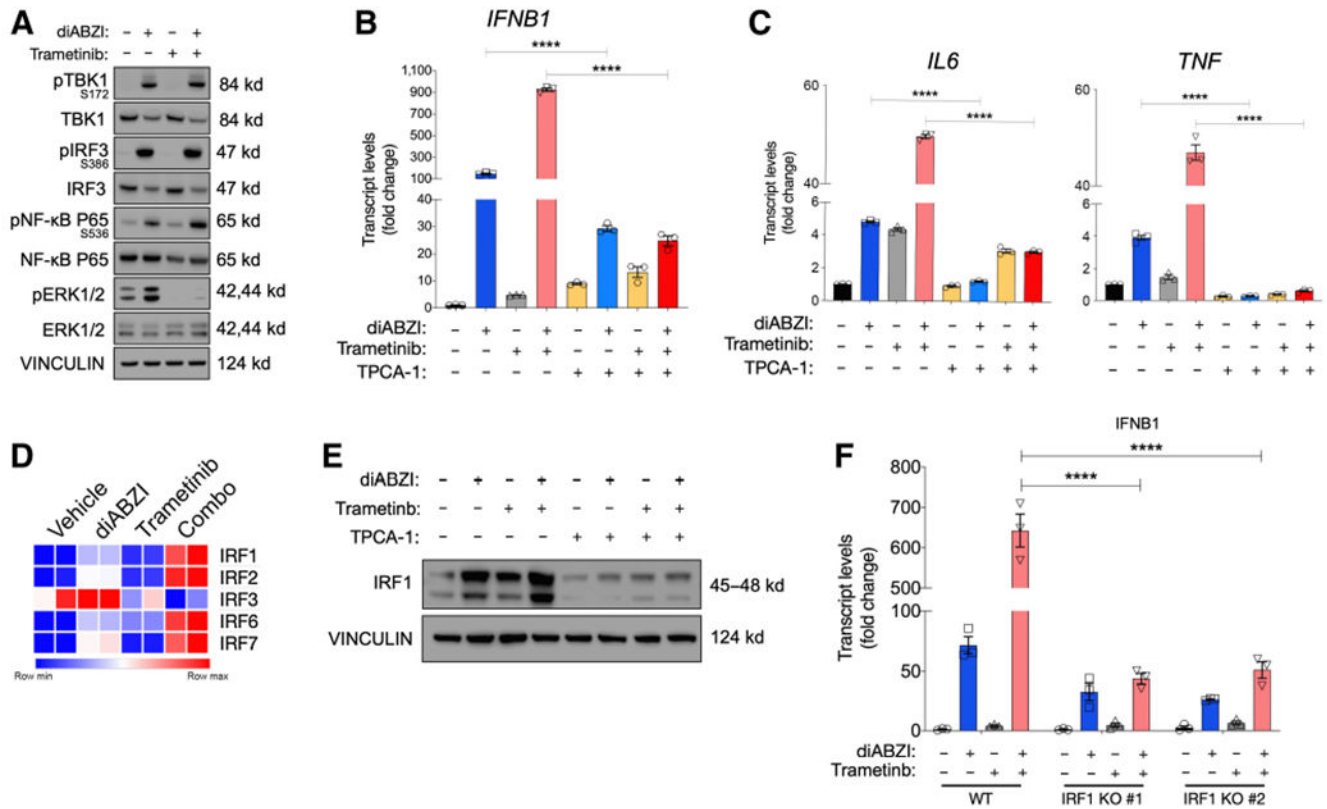 A
diABZI: - + - +
Trametinib: - - + +
pTBK1 84 kd
S172
TBK1 84 kd
pIRF3 47 kd
S386
IRF3 47 kd
pNF-κB P65 65 kd
S536
NF-κB P65 65 kd
pERK1/2 42,44 kd
ERK1/2 42,44 kd
VINCULIN 124 kd
B
IFNB1
****
****
Transcript levels
(fold change)
1,100
900
700
500
300
100
40
30
20
10
0
diABZI: - + - + - + - +
Trametinib: - - + + - - + +
TPCA-1: - - - - + + + +
C
IL6
****
****
Transcript levels
(fold change)
60
40
6
4
2
0
TNF
****
****
60
40
6
4
2
0
diABZI: - + - + - + - + - + - + - + - +
Trametinib: - - + + - - + + - - + + - - + +
TPCA-1: - - - - + + + + - - - - + + + +
D
Vehicle diABZI Trametinib Combo
IRF1
IRF2
IRF3
IRF6
IRF7
Row min Row max
E
diABZI: - + - + - + - +
Trametinb: - - + + - - + +
TPCA-1: - - - - + + + +
IRF1 45–48 kd
VINCULIN 124 kd
F
IFNB1
****
****
Transcript levels
(fold change)
800
700
600
500
100
50
0
diABZI: - + - + - + - + - + - +
Trametinb: - - + + - - + + - - + +
WT IRF1 KO #1 IRF1 KO #2